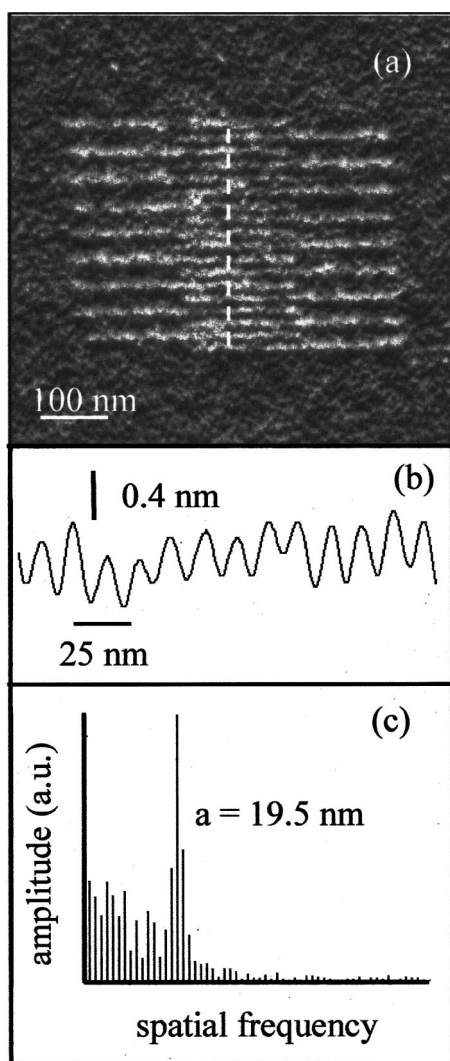 (a)
100 nm
(b)
0.4 nm
25 nm
(c)
a = 19.5 nm
amplitude (a.u.)
spatial frequency